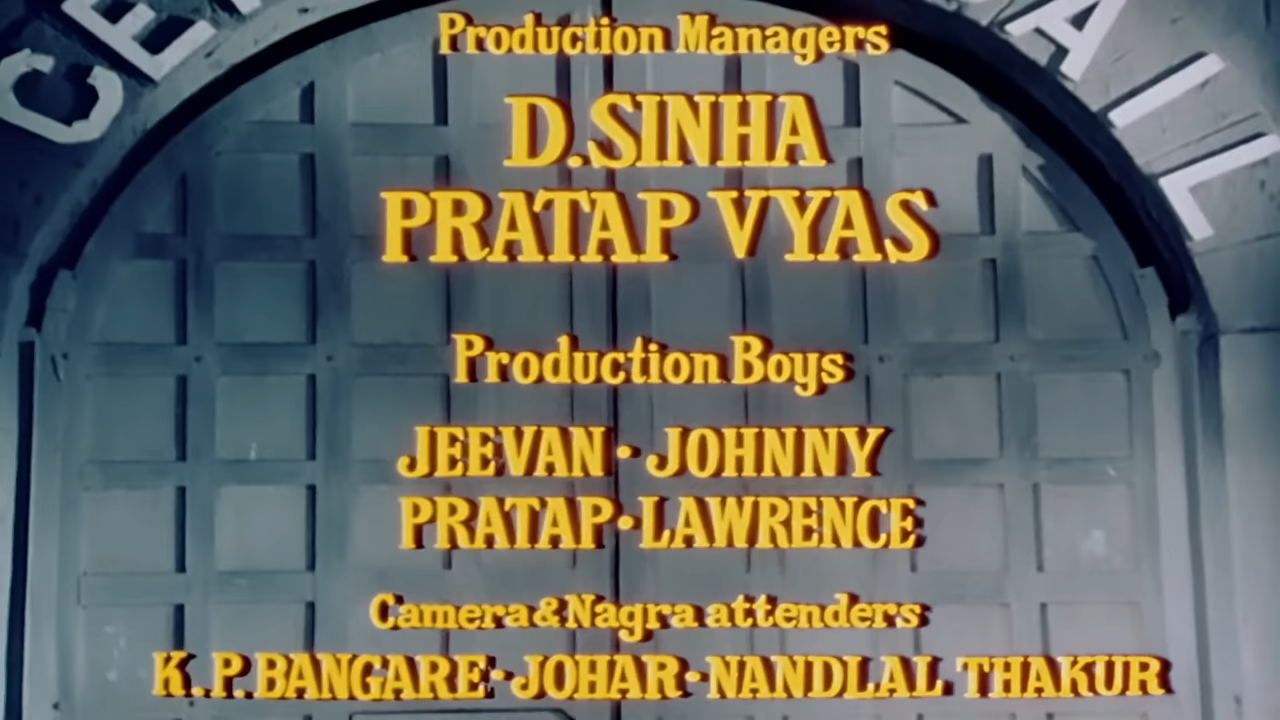 Production Managers
D.SINHA
PRATAP VYAS
Production Boys
JEEVAN · JOHNNY
PRATAP · LAWRENCE
Camera & Nagra attenders
K.P. BANGARE · JOHAR · NANDLAL THAKUR